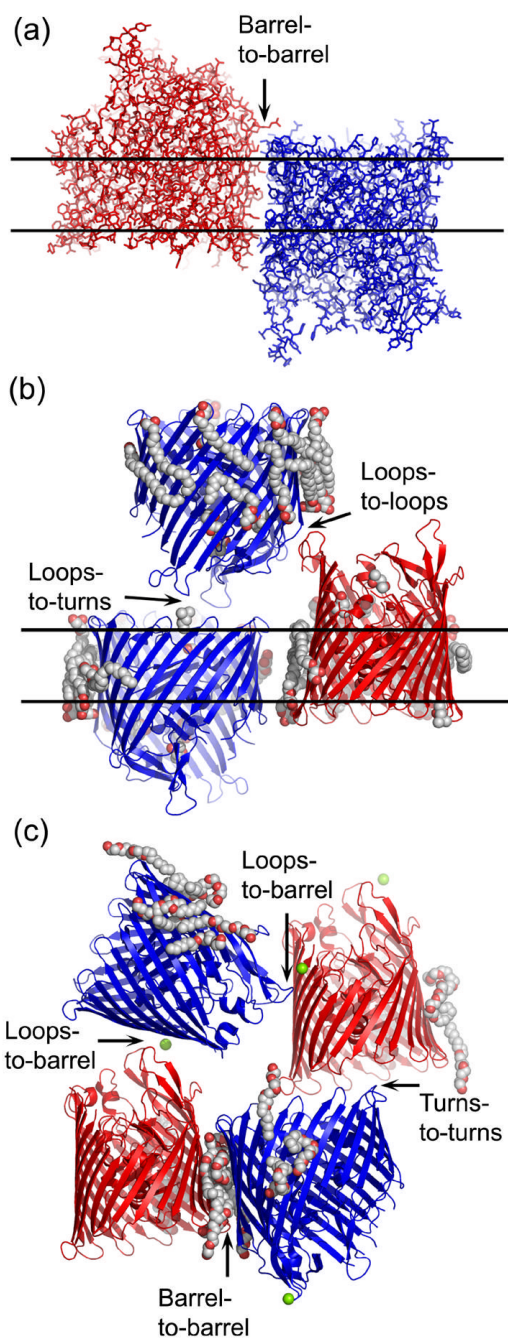 (a)
Barrel-
to-barrel
(b)
Loops-
to-loops
Loops-
to-turns
(c)
Loops-
to-barrel
Loops-
to-barrel
Turns-
to-turns
Barrel-
to-barrel